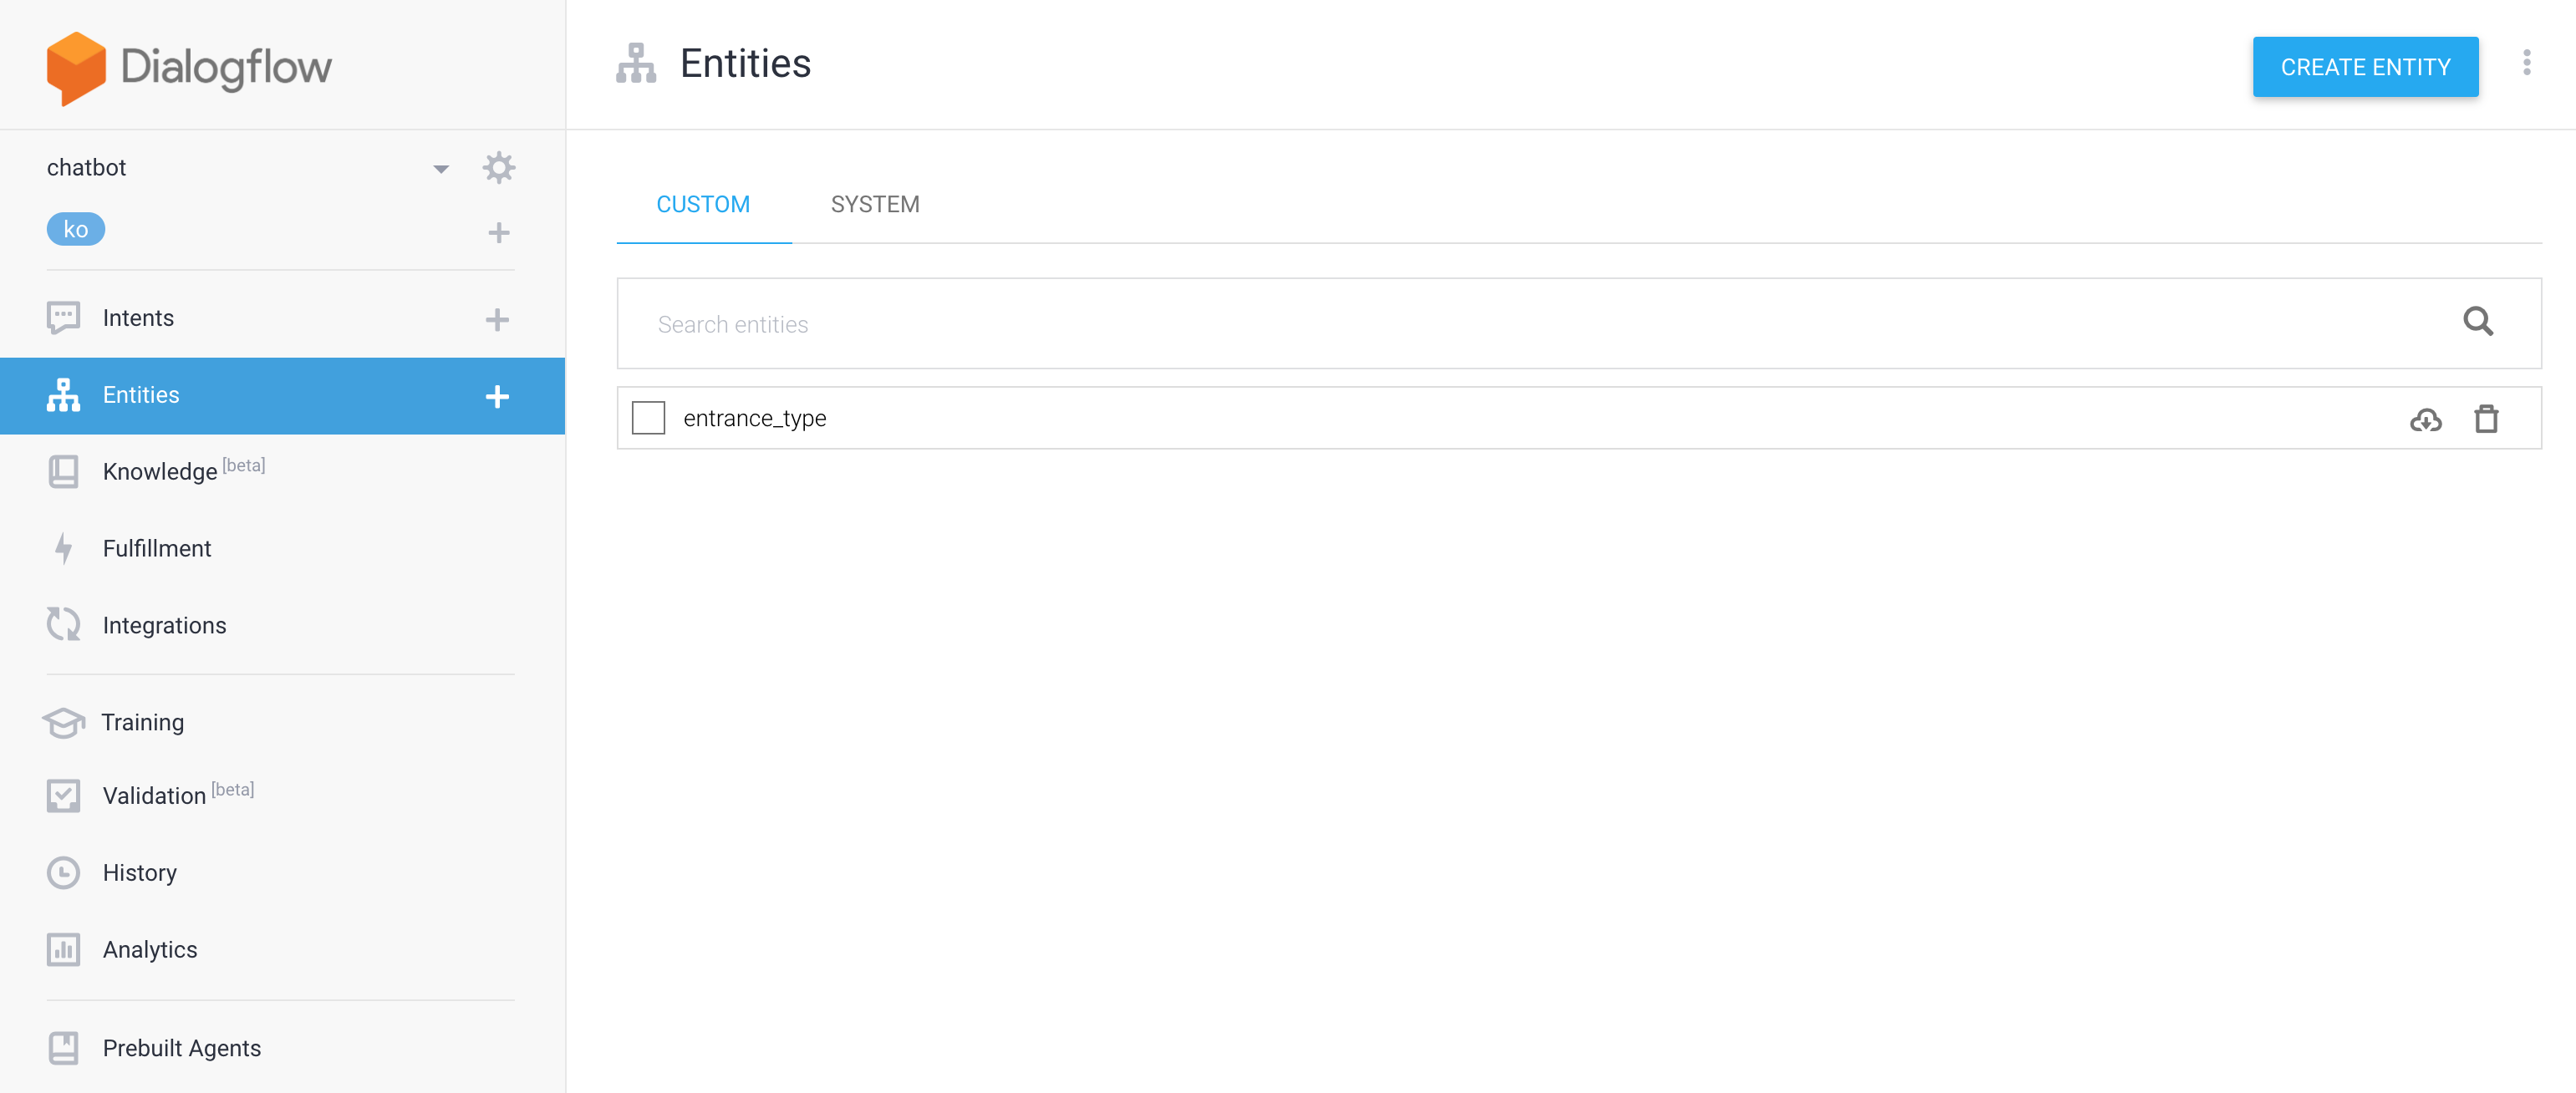 Dialogflow
chatbot
ko
Intents
Entities
Knowledge [beta]
Fulfillment
Integrations
Training
Validation [beta]
History
Analytics
Prebuilt Agents
Entities
CREATE ENTITY
CUSTOM
SYSTEM
Search entities
entrance_type